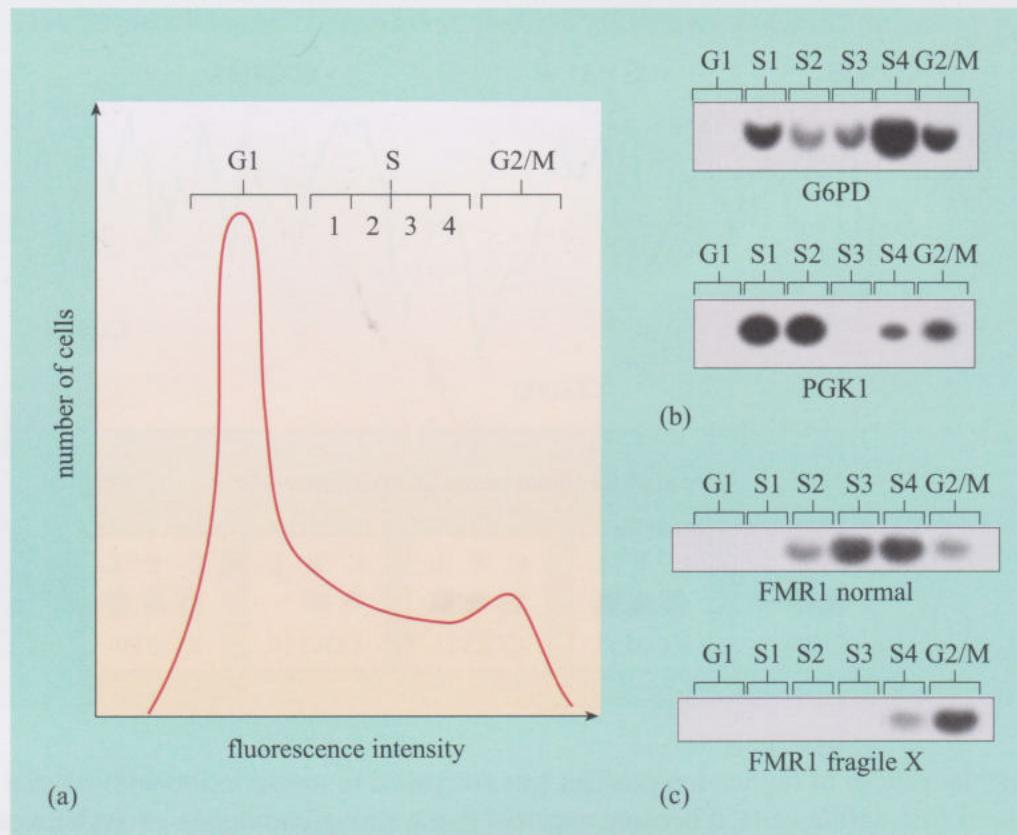 G1 S G2/M
1 2 3 4
number of cells
fluorescence intensity
(a)
G1 S1 S2 S3 S4 G2/M
G6PD
G1 S1 S2 S3 S4 G2/M
PGK1
(b)
G1 S1 S2 S3 S4 G2/M
FMR1 normal
G1 S1 S2 S3 S4 G2/M
FMR1 fragile X
(c)